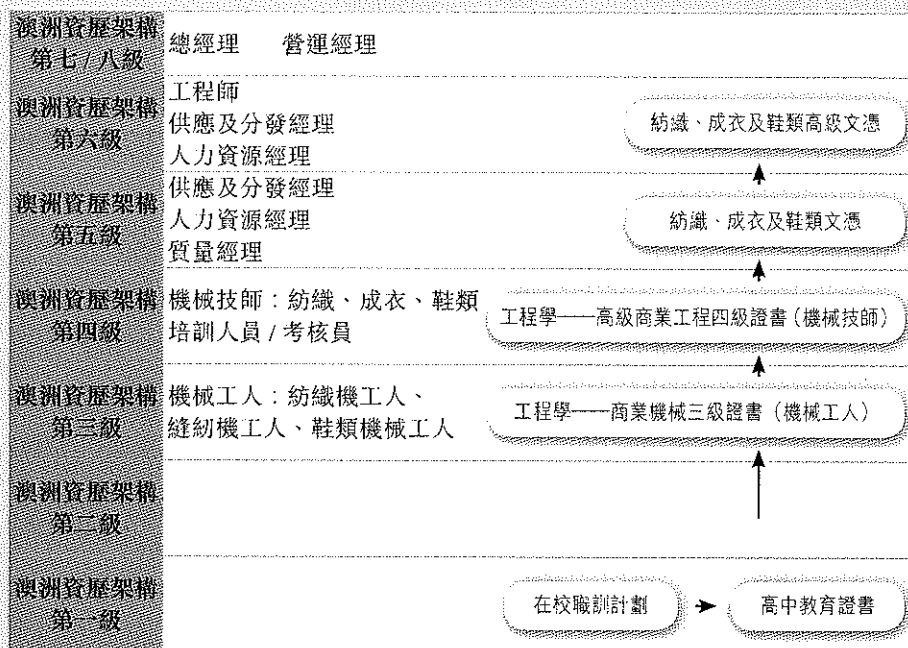 澳洲資歷架構
第七/八級
總經理 營運經理
澳洲資歷架構
第六級
工程師
供應及分發經理
人力資源經理
紡織、成衣及鞋類高級文憑
澳洲資歷架構
第五級
供應及分發經理
人力資源經理
質量經理
紡織、成衣及鞋類文憑
澳洲資歷架構
第四級
機械技師：紡織、成衣、鞋類
培訓人員/考核員
工程學——高級商業工程四級證書（機械技師）
澳洲資歷架構
第三級
機械工人：紡織機工人、
縫紉機工人、鞋類機械工人
工程學——商業機械三級證書（機械工人）
澳洲資歷架構
第二級
澳洲資歷架構
第一級
在校職訓計劃
高中教育證書